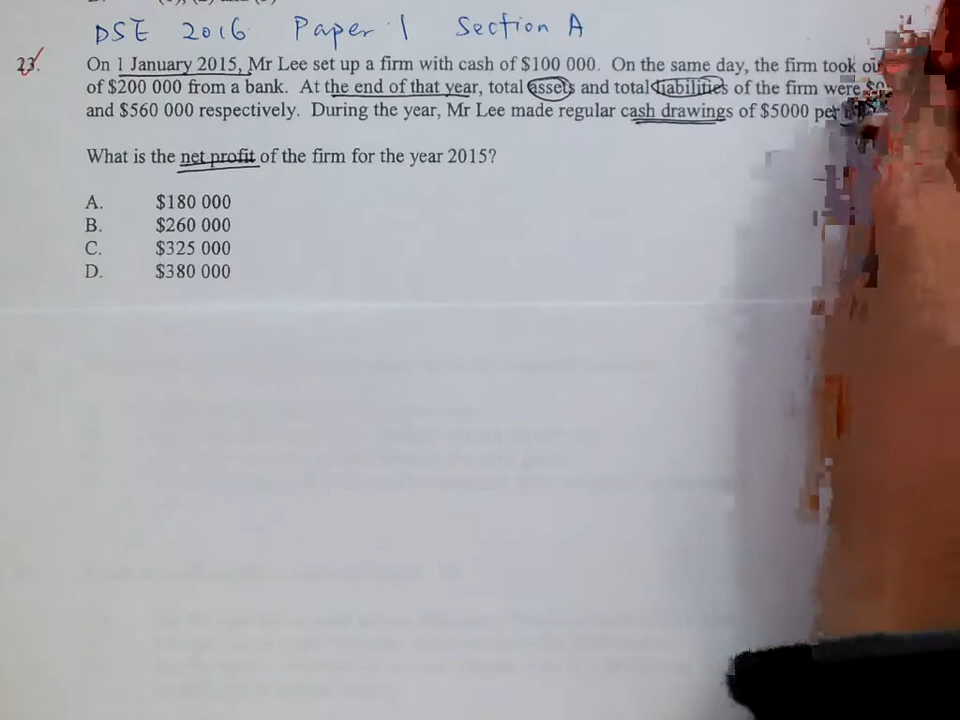 DSE 2016 Paper 1 Section A
23. On 1 January 2015, Mr Lee set up a firm with cash of $100 000. On the same day, the firm took
of $200 000 from a bank. At the end of that year, total assets and total liabilities of the firm were
and $560 000 respectively. During the year, Mr Lee made regular cash drawings of $5000 per
What is the net profit of the firm for the year 2015?
A. $180 000
B. $260 000
C. $325 000
D. $380 000